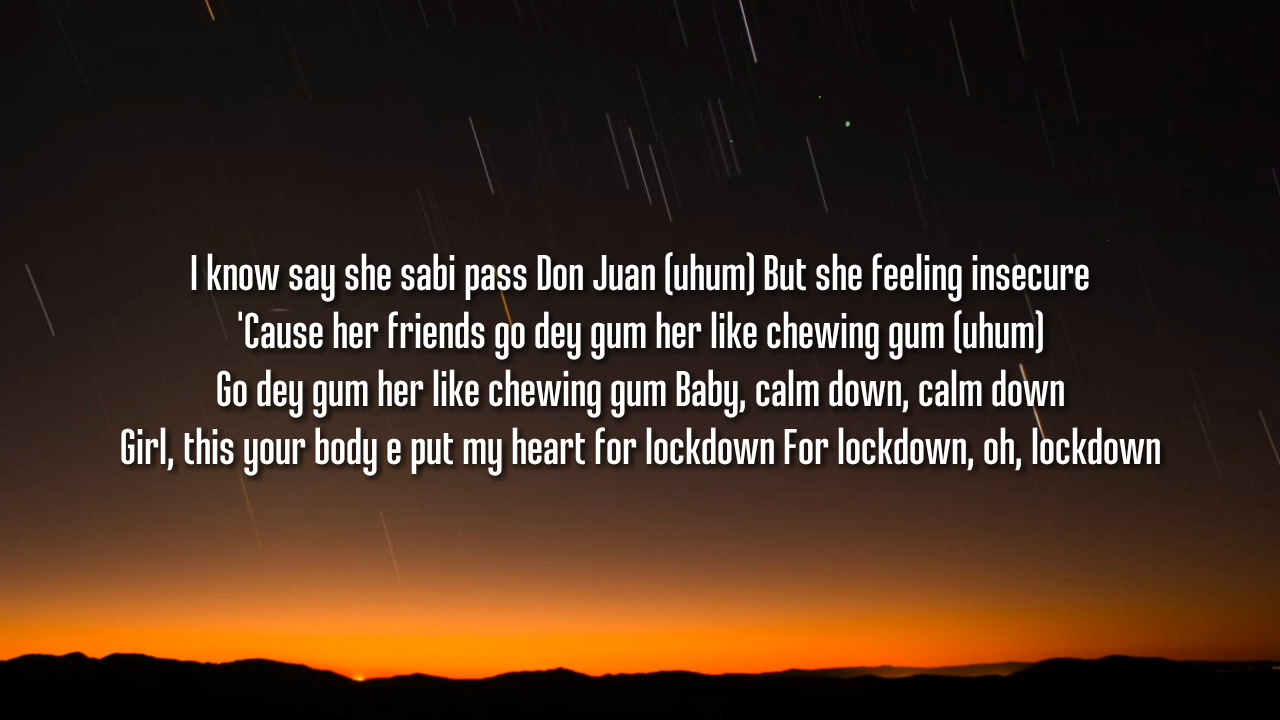 I know say she sabi pass Don Juan (uhum) But she feeling insecure
'Cause her friends go dey gum her like chewing gum (uhum)
Go dey gum her like chewing gum Baby, calm down, calm down
Girl, this your body e put my heart for lockdown For lockdown, oh, lockdown